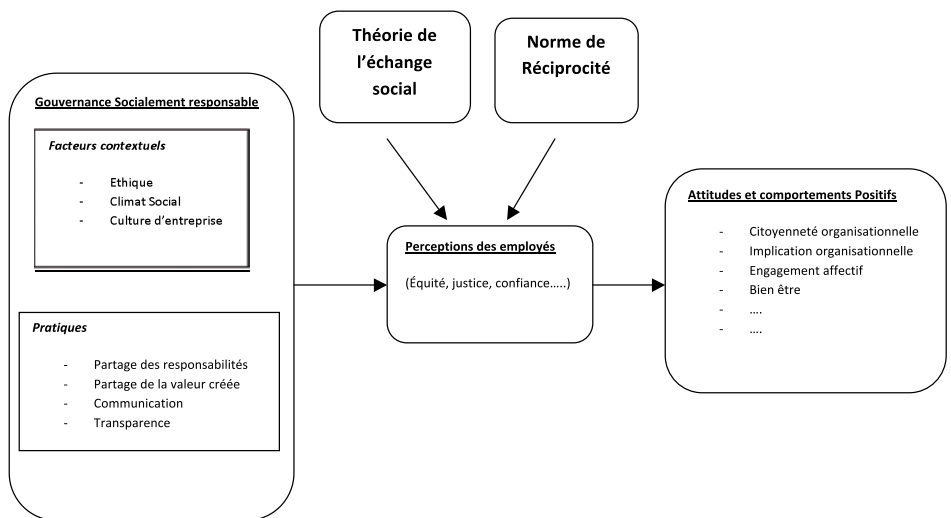 Théorie de
l’échange
social
Norme de
Réciprocité
Gouvernance Socialement responsable
Facteurs contextuels
- Ethique
- Climat Social
- Culture d’entreprise
Pratiques
- Partage des responsabilités
- Partage de la valeur créée
- Communication
- Transparence
Perceptions des employés
(Équité, justice, confiance…..)
Attitudes et comportements Positifs
- Citoyenneté organisationnelle
- Implication organisationnelle
- Engagement affectif
- Bien être
- ….
- ….